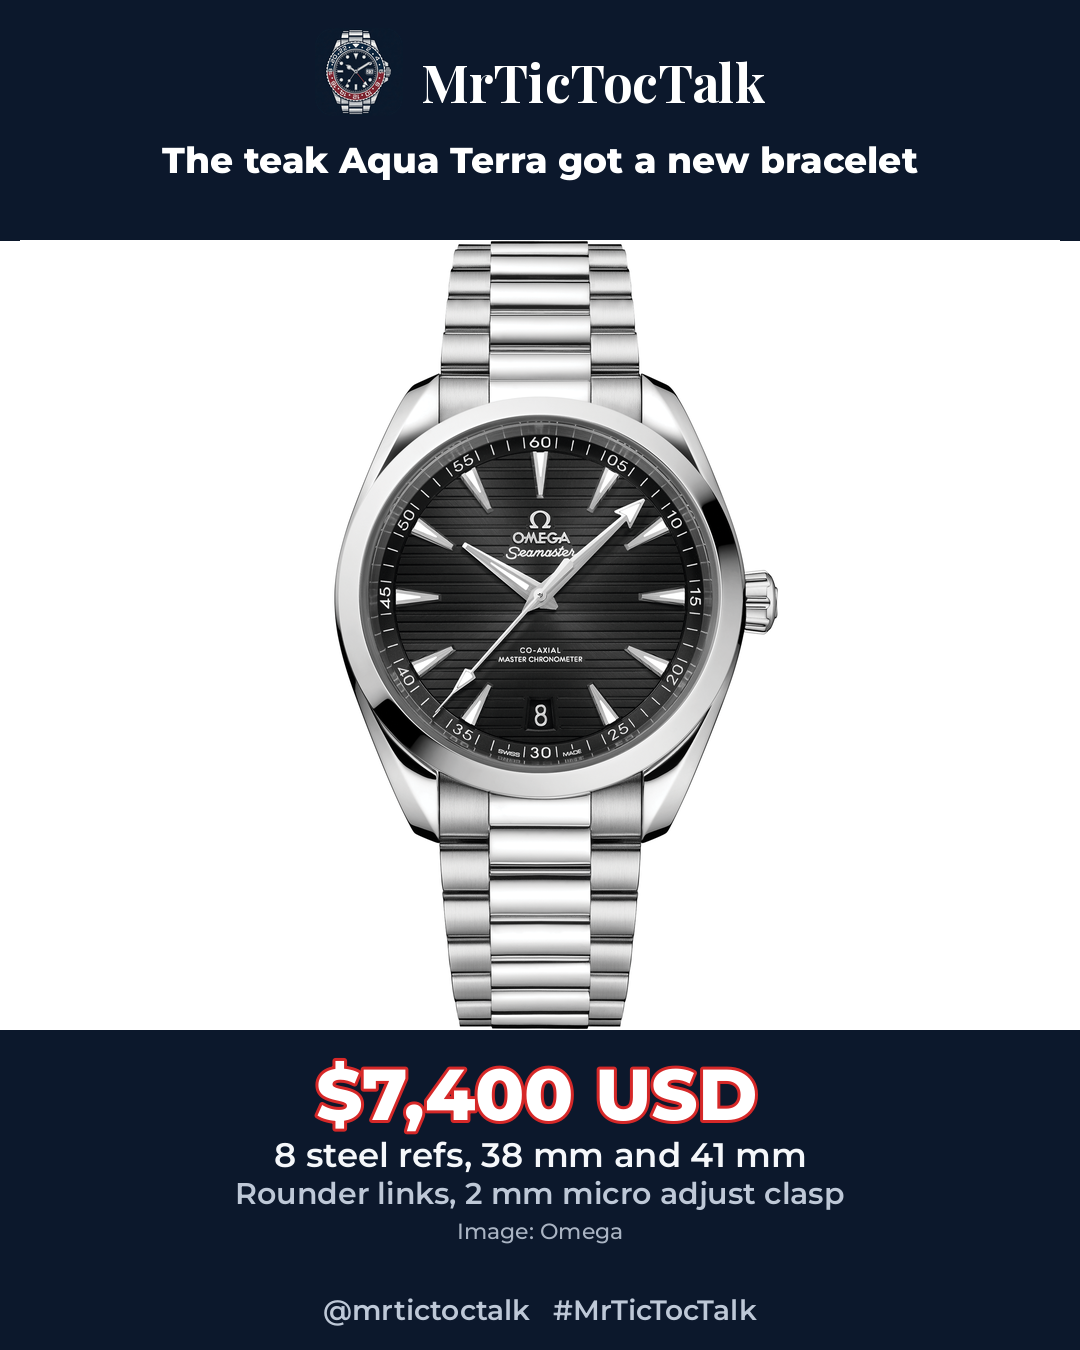 MrTicTocTalk
The teak Aqua Terra got a new bracelet
60
55
05
50
10
45
15
40
20
35
25
30
Ω
OMEGA
Seamaster
CO-AXIAL
MASTER CHRONOMETER
8
SWISS MADE
$7,400 USD
8 steel refs, 38 mm and 41 mm
Rounder links, 2 mm micro adjust clasp
Image: Omega
@mrtictoctalk #MrTicTocTalk